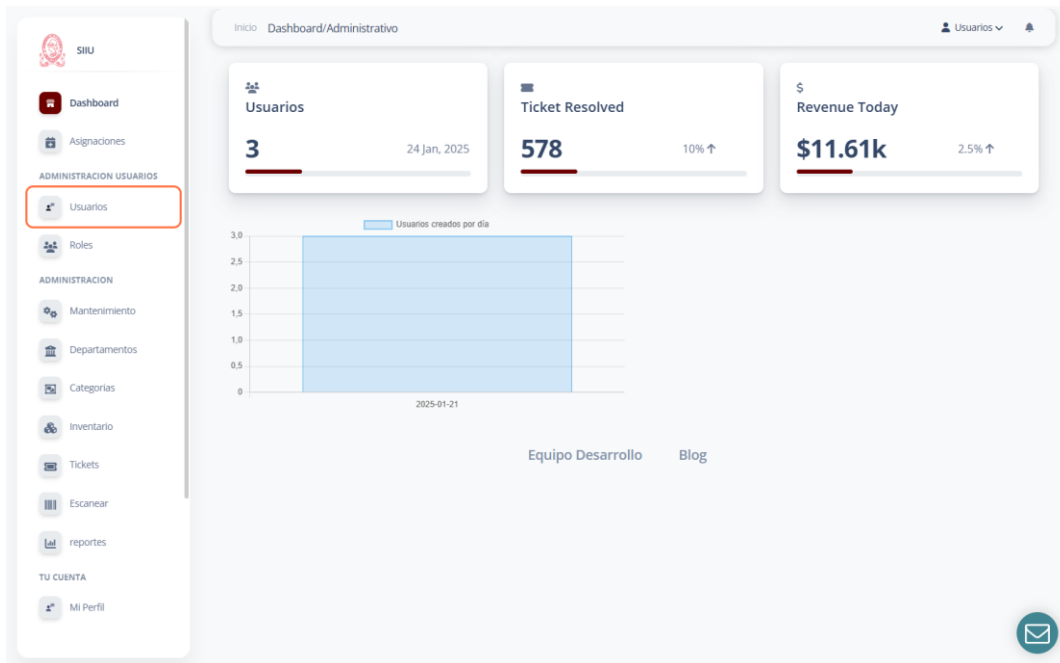 SIIU
Dashboard
Asignaciones
ADMINISTRACION USUARIOS
Usuarios
Roles
ADMINISTRACION
Mantenimiento
Departamentos
Categorias
Inventario
Tickets
Escanear
reportes
TU CUENTA
Mi Perfil
Inicio Dashboard/Administrativo
Usuarios
Usuarios
3 24 Jan, 2025
Ticket Resolved
578 10%
$
Revenue Today
$11.61k 2.5%
Usuarios creados por día
3,0
2,5
2,0
1,5
1,0
0,5
0
2025-01-21
Equipo Desarrollo Blog